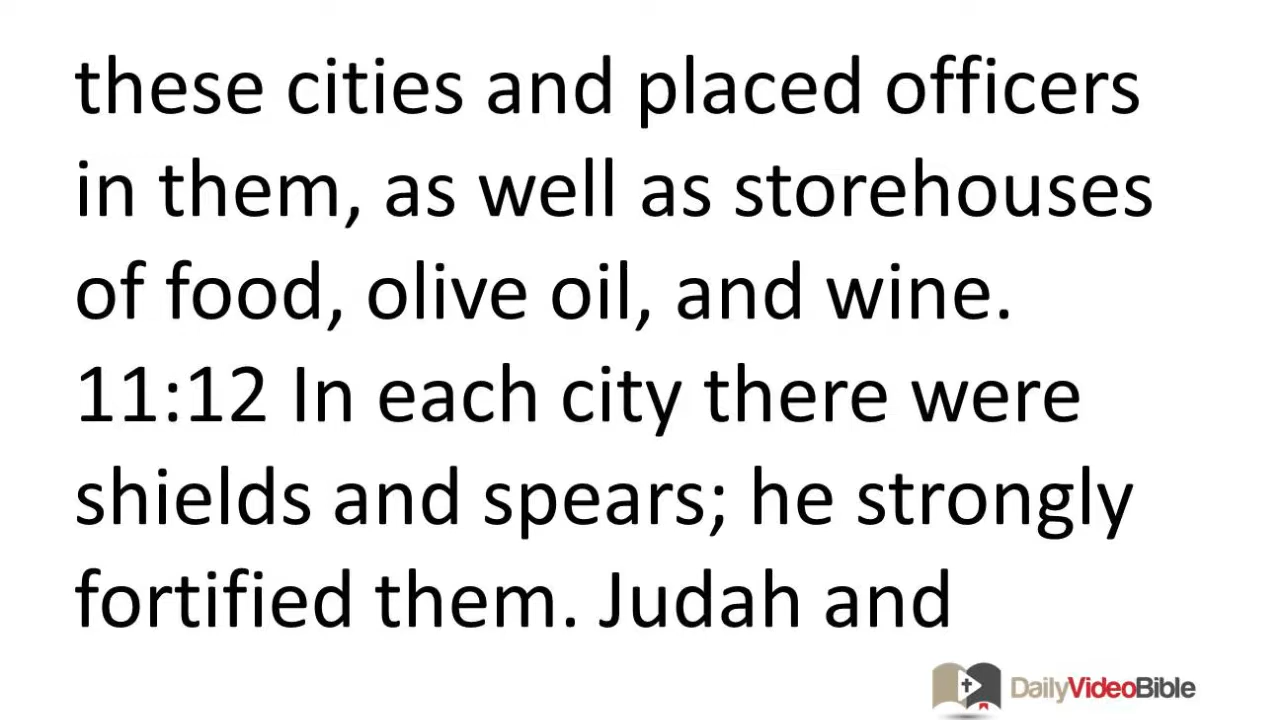 these cities and placed officers
in them, as well as storehouses
of food, olive oil, and wine.
11:12 In each city there were
shields and spears; he strongly
fortified them. Judah and
DailyVideoBible